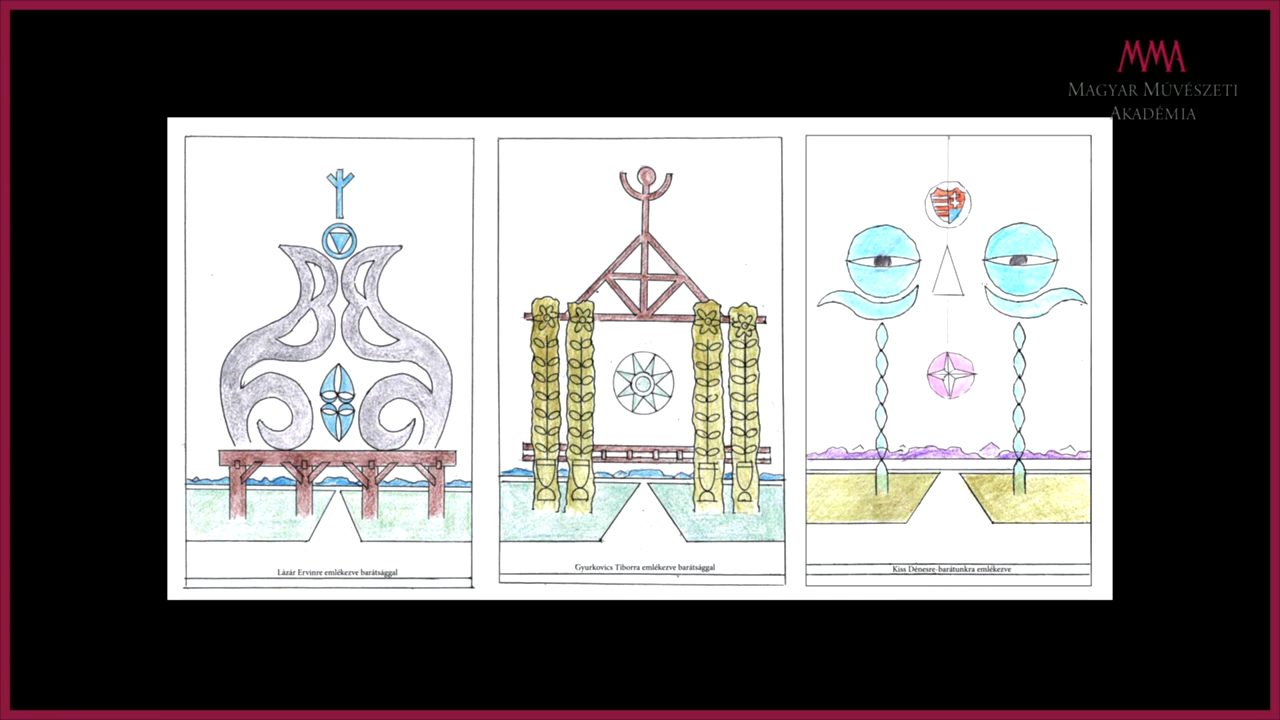 MMA
MAGYAR MŰVÉSZETI
AKADÉMIA
Lázár Ervinre emlékezve barátsággal
Gyurkovics Tiborra emlékezve barátsággal
Kiss Dénesre barátunkra emlékezve